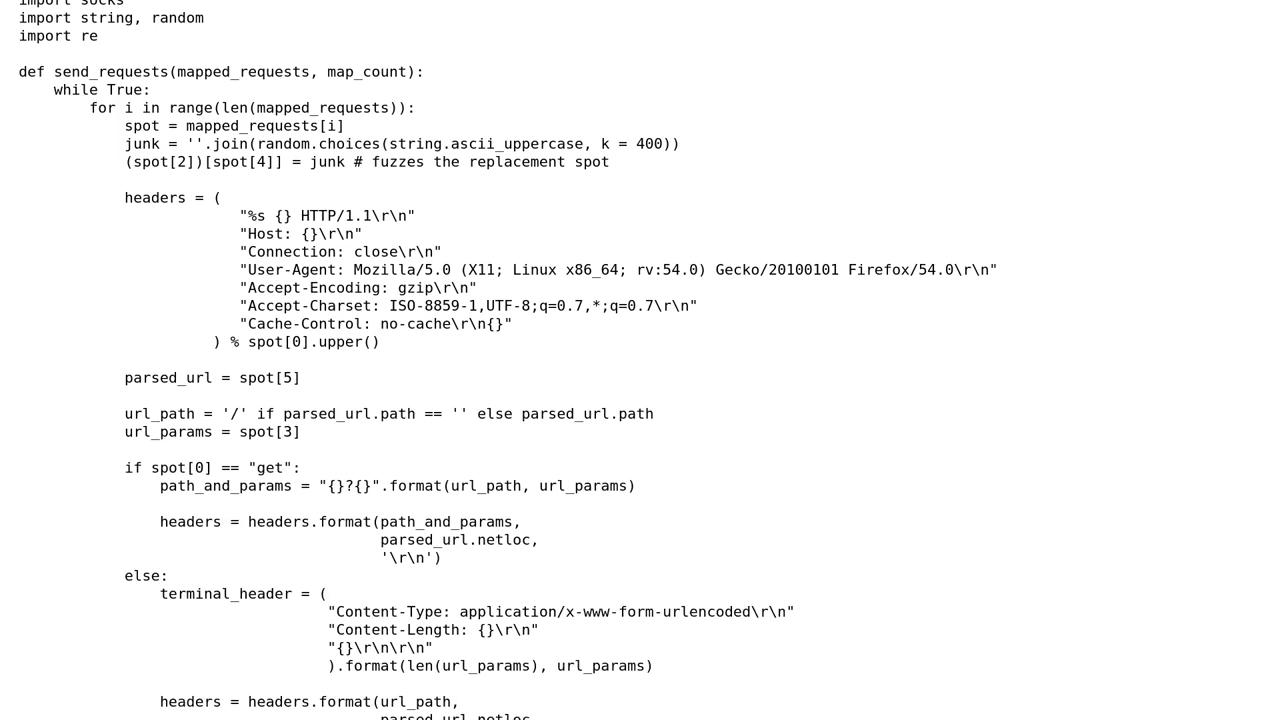 import socks
import string, random
import re

def send_requests(mapped_requests, map_count):
    while True:
        for i in range(len(mapped_requests)):
            spot = mapped_requests[i]
            junk = ''.join(random.choices(string.ascii_uppercase, k = 400))
            (spot[2])[spot[4]] = junk # fuzzes the replacement spot

            headers = (
                         "%s {} HTTP/1.1\r\n"
                         "Host: {}\r\n"
                         "Connection: close\r\n"
                         "User-Agent: Mozilla/5.0 (X11; Linux x86_64; rv:54.0) Gecko/20100101 Firefox/54.0\r\n"
                         "Accept-Encoding: gzip\r\n"
                         "Accept-Charset: ISO-8859-1,UTF-8;q=0.7,*;q=0.7\r\n"
                         "Cache-Control: no-cache\r\n{}"
                      ) % spot[0].upper()

            parsed_url = spot[5]

            url_path = '/' if parsed_url.path == '' else parsed_url.path
            url_params = spot[3]

            if spot[0] == "get":
                path_and_params = "{}?{}".format(url_path, url_params)

                headers = headers.format(path_and_params,
                                         parsed_url.netloc,
                                         '\r\n')
            else:
                terminal_header = (
                                   "Content-Type: application/x-www-form-urlencoded\r\n"
                                   "Content-Length: {}\r\n"
                                   "{}\r\n\r\n"
                                   ).format(len(url_params), url_params)

                headers = headers.format(url_path,
                                         parsed_url.netloc,